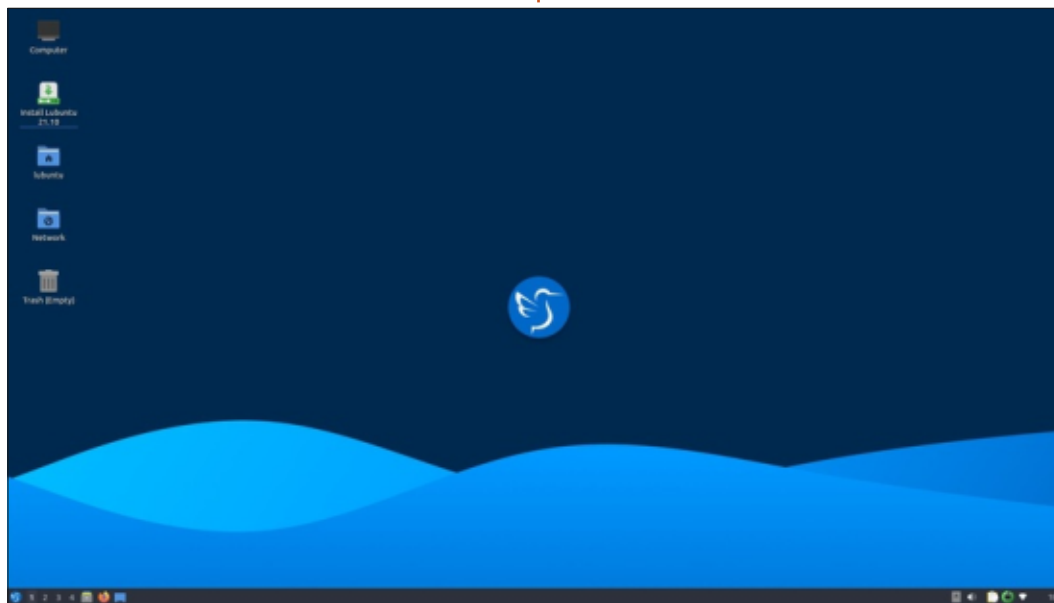 Computer
Install Lubuntu
21.10
lubuntu
Network
Trash (Empty)
1 2 3 4